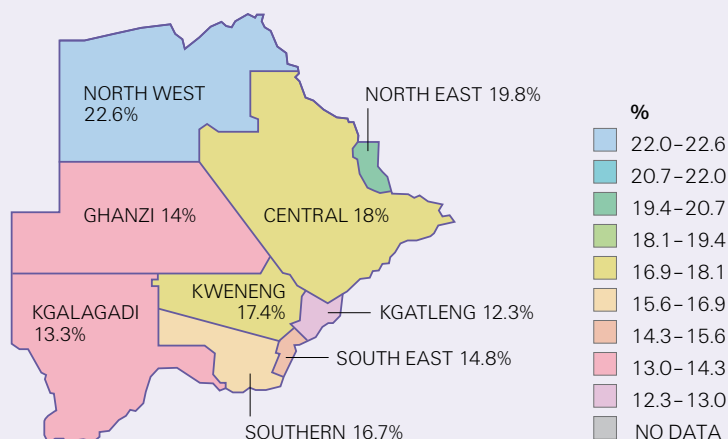 NORTH WEST
22.6%
NORTH EAST 19.8%
GHANZI 14%
CENTRAL 18%
KGALAGADI
13.3%
KWENENG
17.4%
KGATLENG 12.3%
SOUTH EAST 14.8%
SOUTHERN 16.7%
%
22.0–22.6
20.7–22.0
19.4–20.7
18.1–19.4
16.9–18.1
15.6–16.9
14.3–15.6
13.0–14.3
12.3–13.0
NO DATA